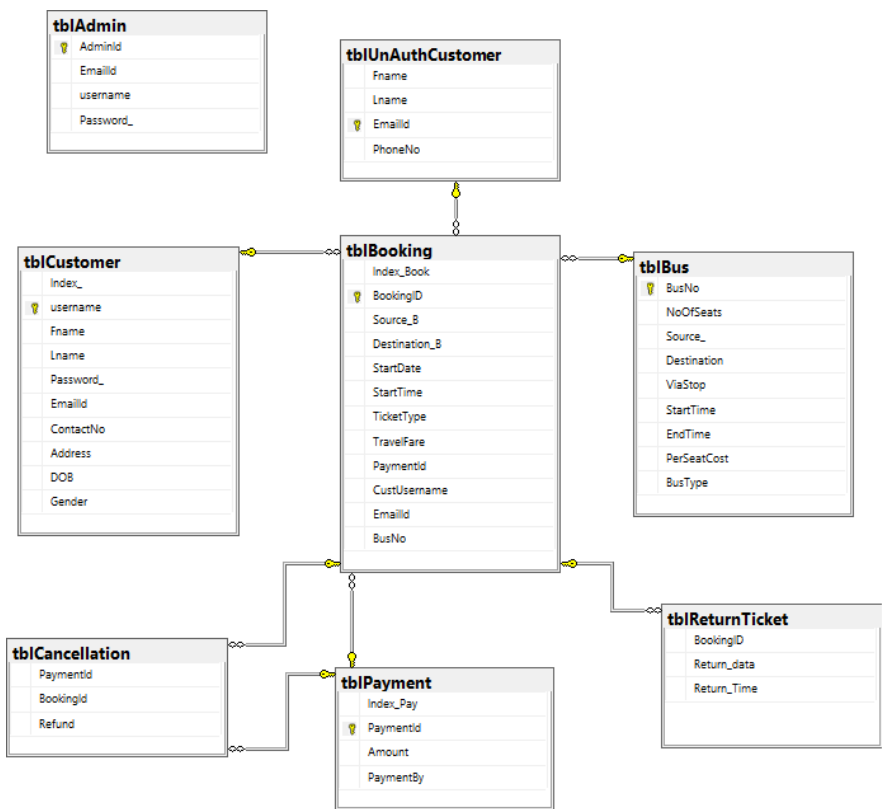 tblAdmin
AdminId
EmailId
username
Password_
tblUnAuthCustomer
Fname
Lname
EmailId
PhoneNo
tblCustomer
Index_
username
Fname
Lname
Password_
EmailId
ContactNo
Address
DOB
Gender
tblBooking
Index_Book
BookingID
Source_B
Destination_B
StartDate
StartTime
TicketType
TravelFare
PaymentId
CustUsername
EmailId
BusNo
tblBus
BusNo
NoOfSeats
Source_
Destination
ViaStop
StartTime
EndTime
PerSeatCost
BusType
tblCancellation
PaymentId
BookingId
Refund
tblPayment
Index_Pay
PaymentId
Amount
PaymentBy
tblReturnTicket
BookingID
Return_data
Return_Time